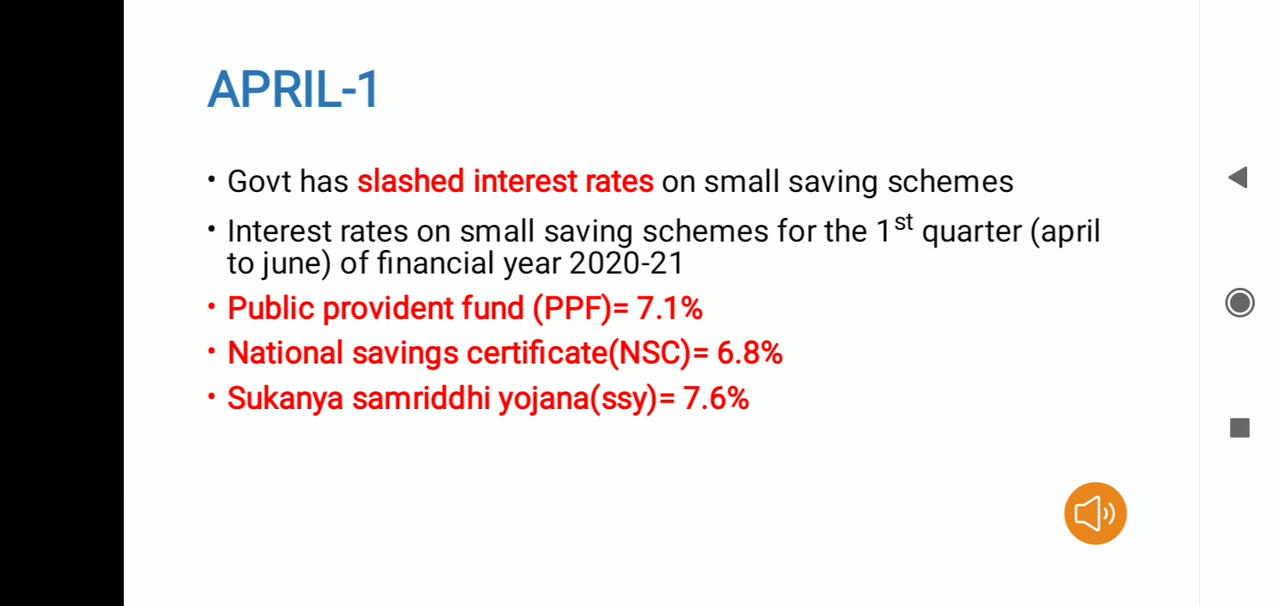 APRIL-1
• Govt has slashed interest rates on small saving schemes
• Interest rates on small saving schemes for the 1st quarter (april
to june) of financial year 2020-21
• Public provident fund (PPF)= 7.1%
• National savings certificate(NSC)= 6.8%
• Sukanya samriddhi yojana(ssy)= 7.6%